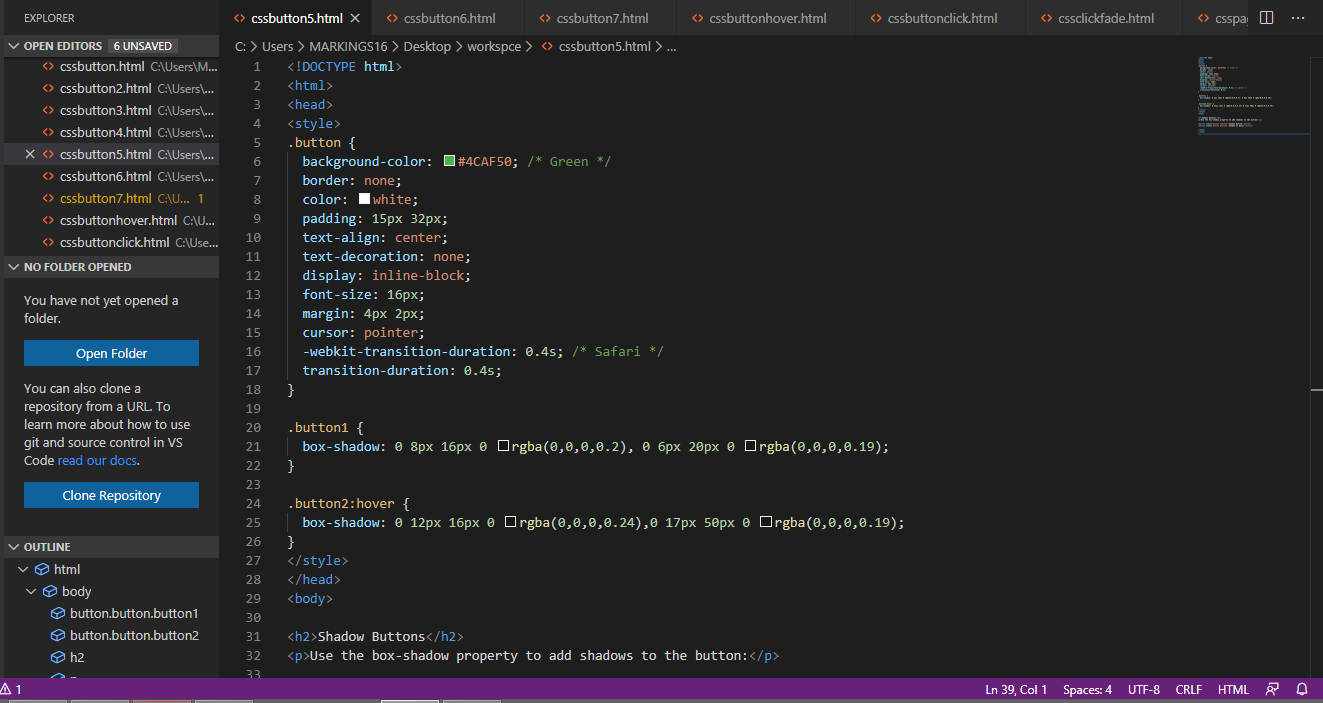 EXPLORER
OPEN EDITORS 6 UNSAVED
cssbutton.html C:\Users\M...
cssbutton2.html C:\Users\...
cssbutton3.html C:\Users\...
cssbutton4.html C:\Users\...
cssbutton5.html C:\Users\...
cssbutton6.html C:\Users\...
cssbutton7.html C:\U... 1
cssbuttonhover.html C:\U...
cssbuttonclick.html C:\Use...
NO FOLDER OPENED
You have not yet opened a
folder.
Open Folder
You can also clone a
repository from a URL. To
learn more about how to use
git and source control in VS
Code read our docs.
Clone Repository
OUTLINE
html
body
button.button.button1
button.button.button2
h2
cssbutton5.html cssbutton6.html cssbutton7.html cssbuttonhover.html cssbuttonclick.html cssclickfade.html csspa
C: > Users > MARKINGS16 > Desktop > workspce > cssbutton5.html > ...
1 <!DOCTYPE html>
2 <html>
3 <head>
4 <style>
5 .button {
6 background-color: #4CAF50; /* Green */
7 border: none;
8 color: white;
9 padding: 15px 32px;
10 text-align: center;
11 text-decoration: none;
12 display: inline-block;
13 font-size: 16px;
14 margin: 4px 2px;
15 cursor: pointer;
16 -webkit-transition-duration: 0.4s; /* Safari */
17 transition-duration: 0.4s;
18 }
19
20 .button1 {
21 box-shadow: 0 8px 16px 0 rgba(0,0,0,0.2), 0 6px 20px 0 rgba(0,0,0,0.19);
22 }
23
24 .button2:hover {
25 box-shadow: 0 12px 16px 0 rgba(0,0,0,0.24),0 17px 50px 0 rgba(0,0,0,0.19);
26 }
27 </style>
28 </head>
29 <body>
30
31 <h2>Shadow Buttons</h2>
32 <p>Use the box-shadow property to add shadows to the button:</p>
33
1
Ln 39, Col 1 Spaces: 4 UTF-8 CRLF HTML